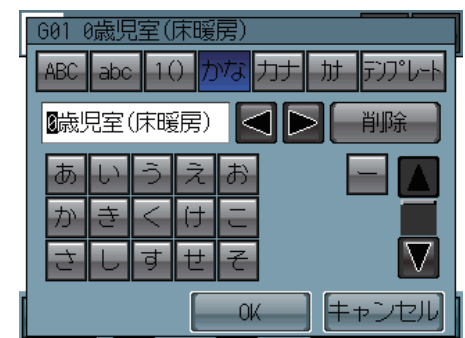 G01 0歳児室(床暖房)
ABC abc 1() かな カナ ｶﾅ ﾃﾝﾌﾟﾚｰﾄ
0歳児室(床暖房) ◀ ▶ 削除
あ い う え お ー ▲
か き く け こ
さ し す せ そ ▼
OK キャンセル